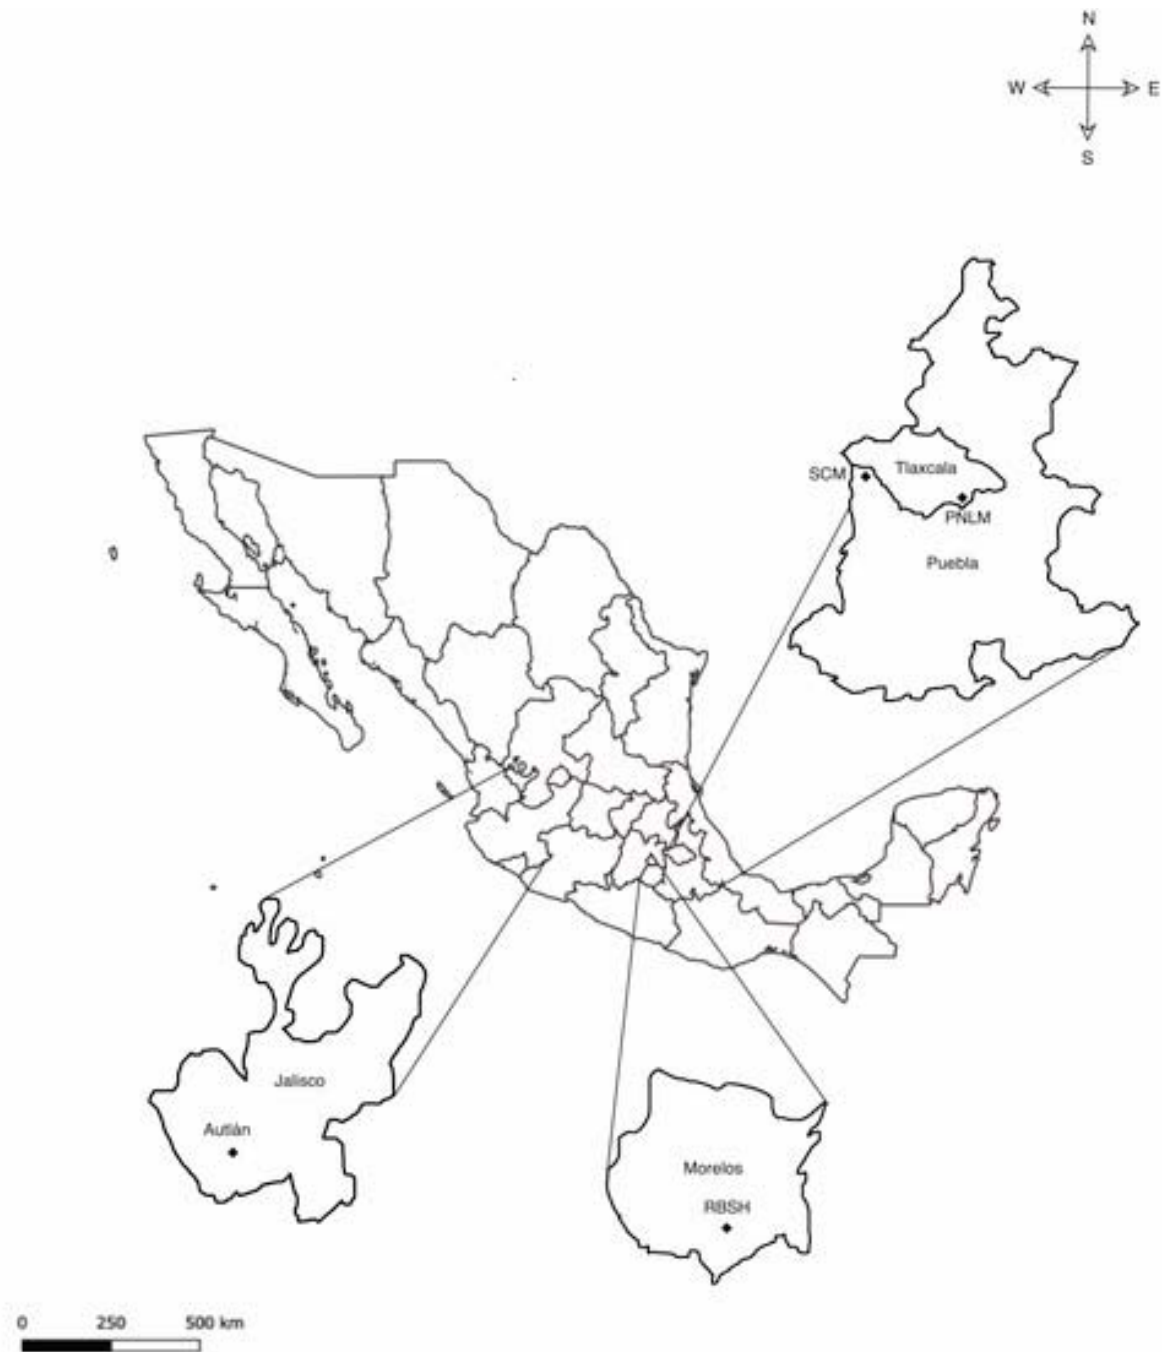 N
W E
S
Tlaxcala
SCM
PNLM
Puebla
Jalisco
Autlán
Morelos
RBSH
0 250 500 km